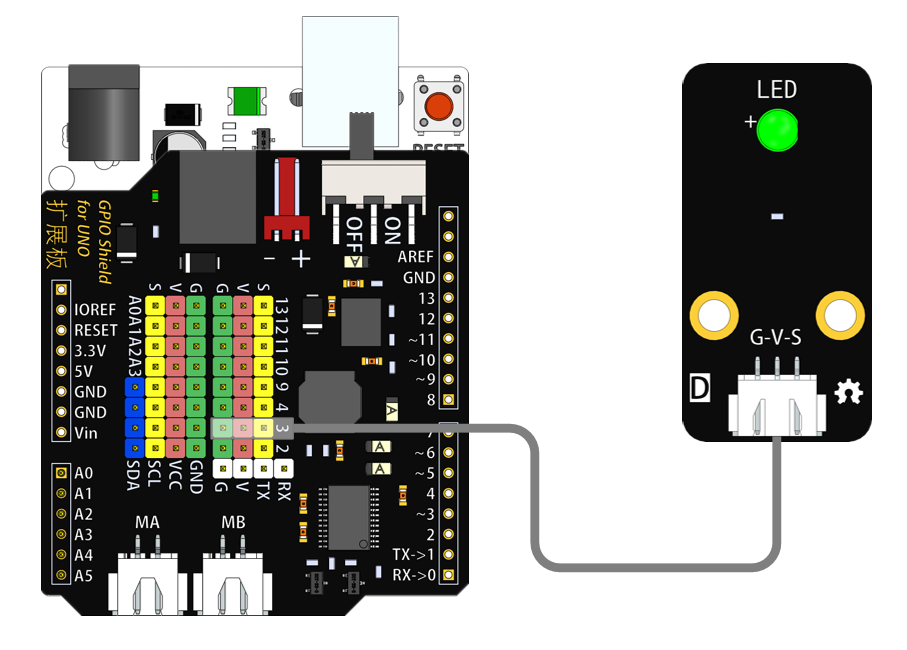 RESET
GPIO Shield
for UNO
扩展板
OFF
ON
- +
S V G G V S
AREF
GND
13
12
~11
~10
~9
8
7
~6
~5
4
~3
2
TX->1
RX->0
IOREF
RESET
3.3V
5V
GND
GND
Vin
A0
A1
A2
A3
A4
A5
A0
A1
A2
A3
13
12
11
10
9
4
3
2
SDA
SCL
VCC
GND
G
V
TX
RX
A
A
A
A
MA
MB
LED
+
G-V-S
D